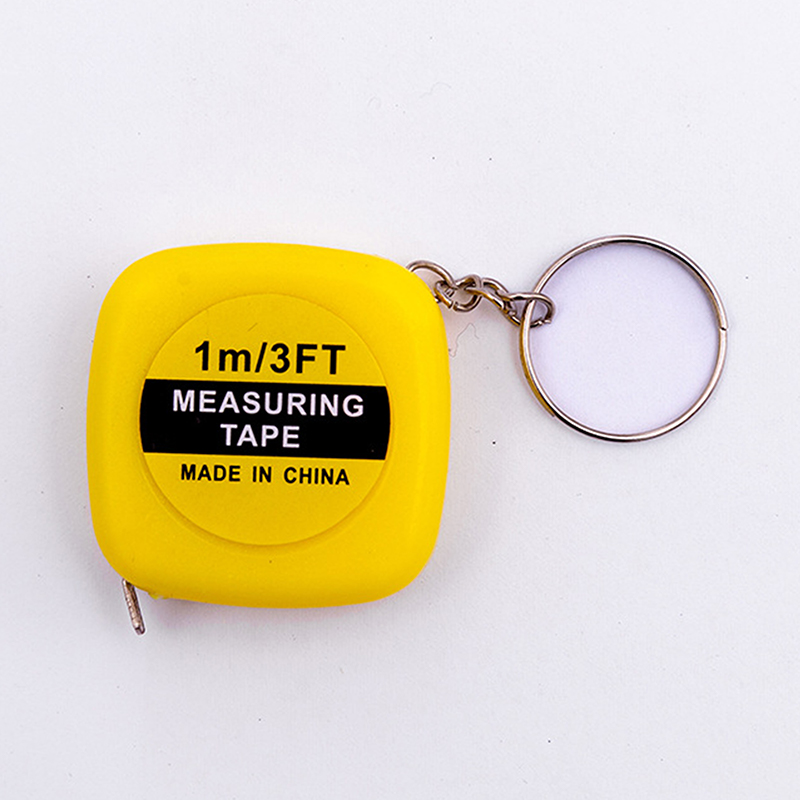 1m/3FT
MEASURING
TAPE
MADE IN CHINA